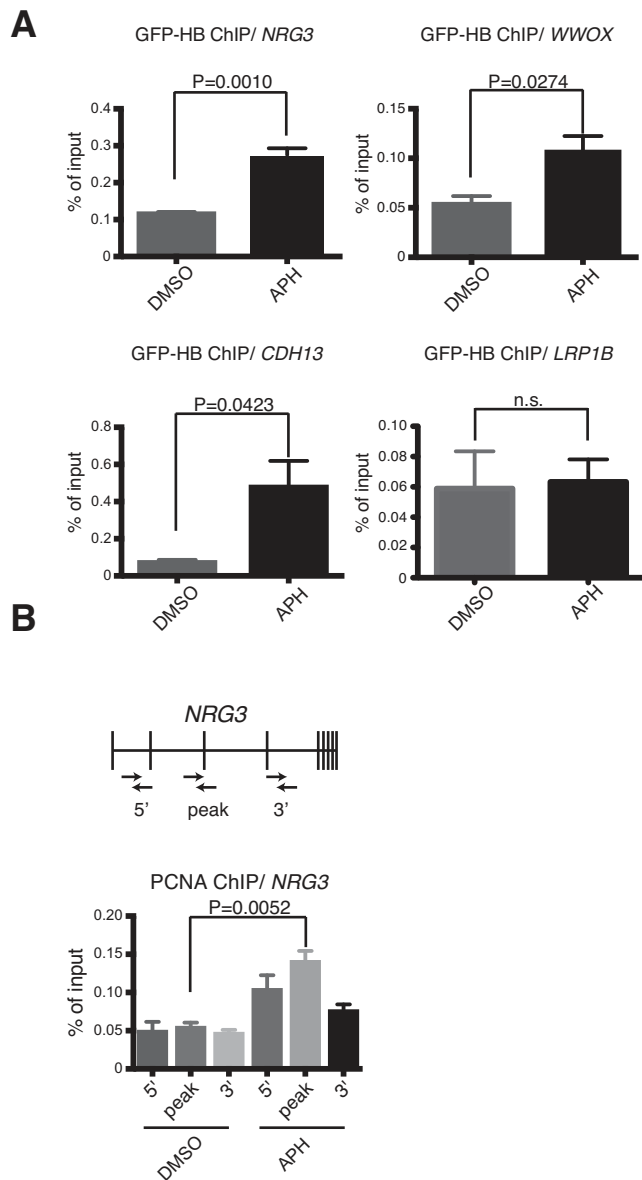 A
GFP-HB ChIP/ NRG3
P=0.0010
0.4
0.3
0.2
0.1
0
% of input
DMSO
APH
GFP-HB ChIP/ WWOX
P=0.0274
0.15
0.10
0.05
0
% of input
DMSO
APH
GFP-HB ChIP/ CDH13
P=0.0423
0.8
0.6
0.4
0.2
0
% of input
DMSO
APH
GFP-HB ChIP/ LRP1B
n.s.
0.10
0.08
0.06
0.04
0.02
0
% of input
DMSO
APH
B
NRG3
5’ peak 3’
PCNA ChIP/ NRG3
P=0.0052
0.20
0.15
0.10
0.05
0
% of input
5’ peak 3’ 5’ peak 3’
DMSO APH